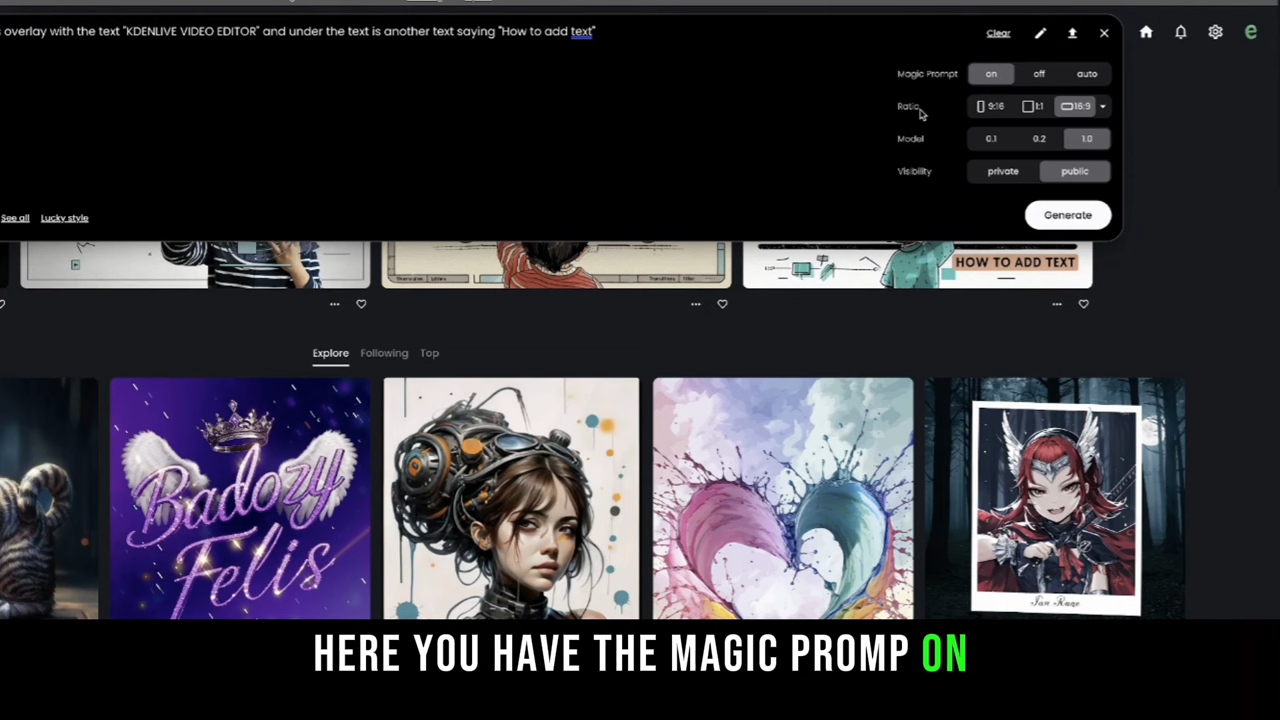 overlay with the text "KDENLIVE VIDEO EDITOR" and under the text is another text saying "How to add text"
Clear
Magic Prompt on off auto
Ratio 9:16 1:1 16:9
Model 0.1 0.2 1.0
Visibility private public
See all Lucky style
Generate
HOW TO ADD TEXT
Explore Following Top
Badozy
Felis
HERE YOU HAVE THE MAGIC PROMP ON